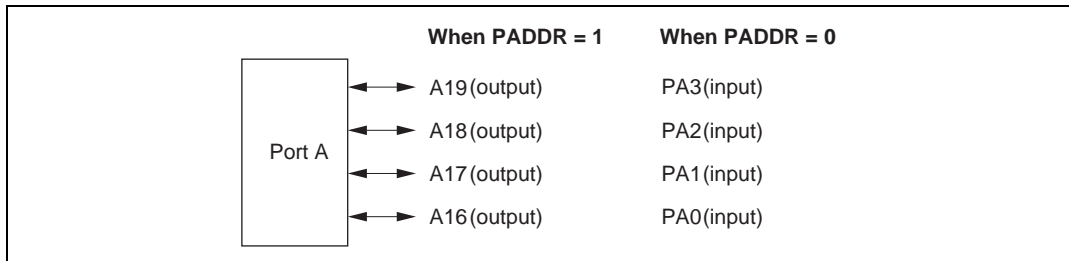 When PADDR = 1 When PADDR = 0
A19(output) PA3(input)
A18(output) PA2(input)
Port A
A17(output) PA1(input)
A16(output) PA0(input)